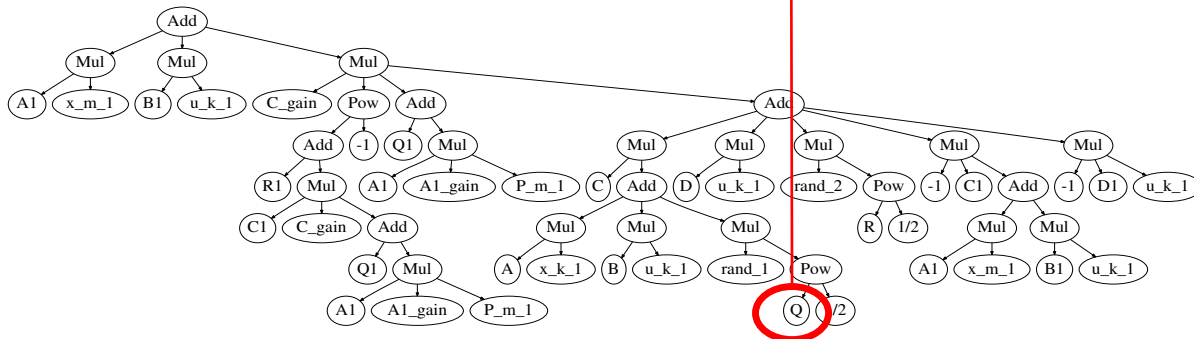 Add
Mul Mul Mul
A1 x_m_1 B1 u_k_1 C_gain Pow Add Add
Add -1 Q1 Mul Mul Mul Mul Mul Mul
R1 Mul A1 A1_gain P_m_1 C Add D u_k_1 rand_2 Pow -1 C1 Add -1 D1 u_k_1
C1 C_gain Add Mul Mul Mul R 1/2 Mul Mul
Q1 Mul A x_k_1 B u_k_1 rand_1 Pow A1 x_m_1 B1 u_k_1
A1 A1_gain P_m_1 Q 1/2